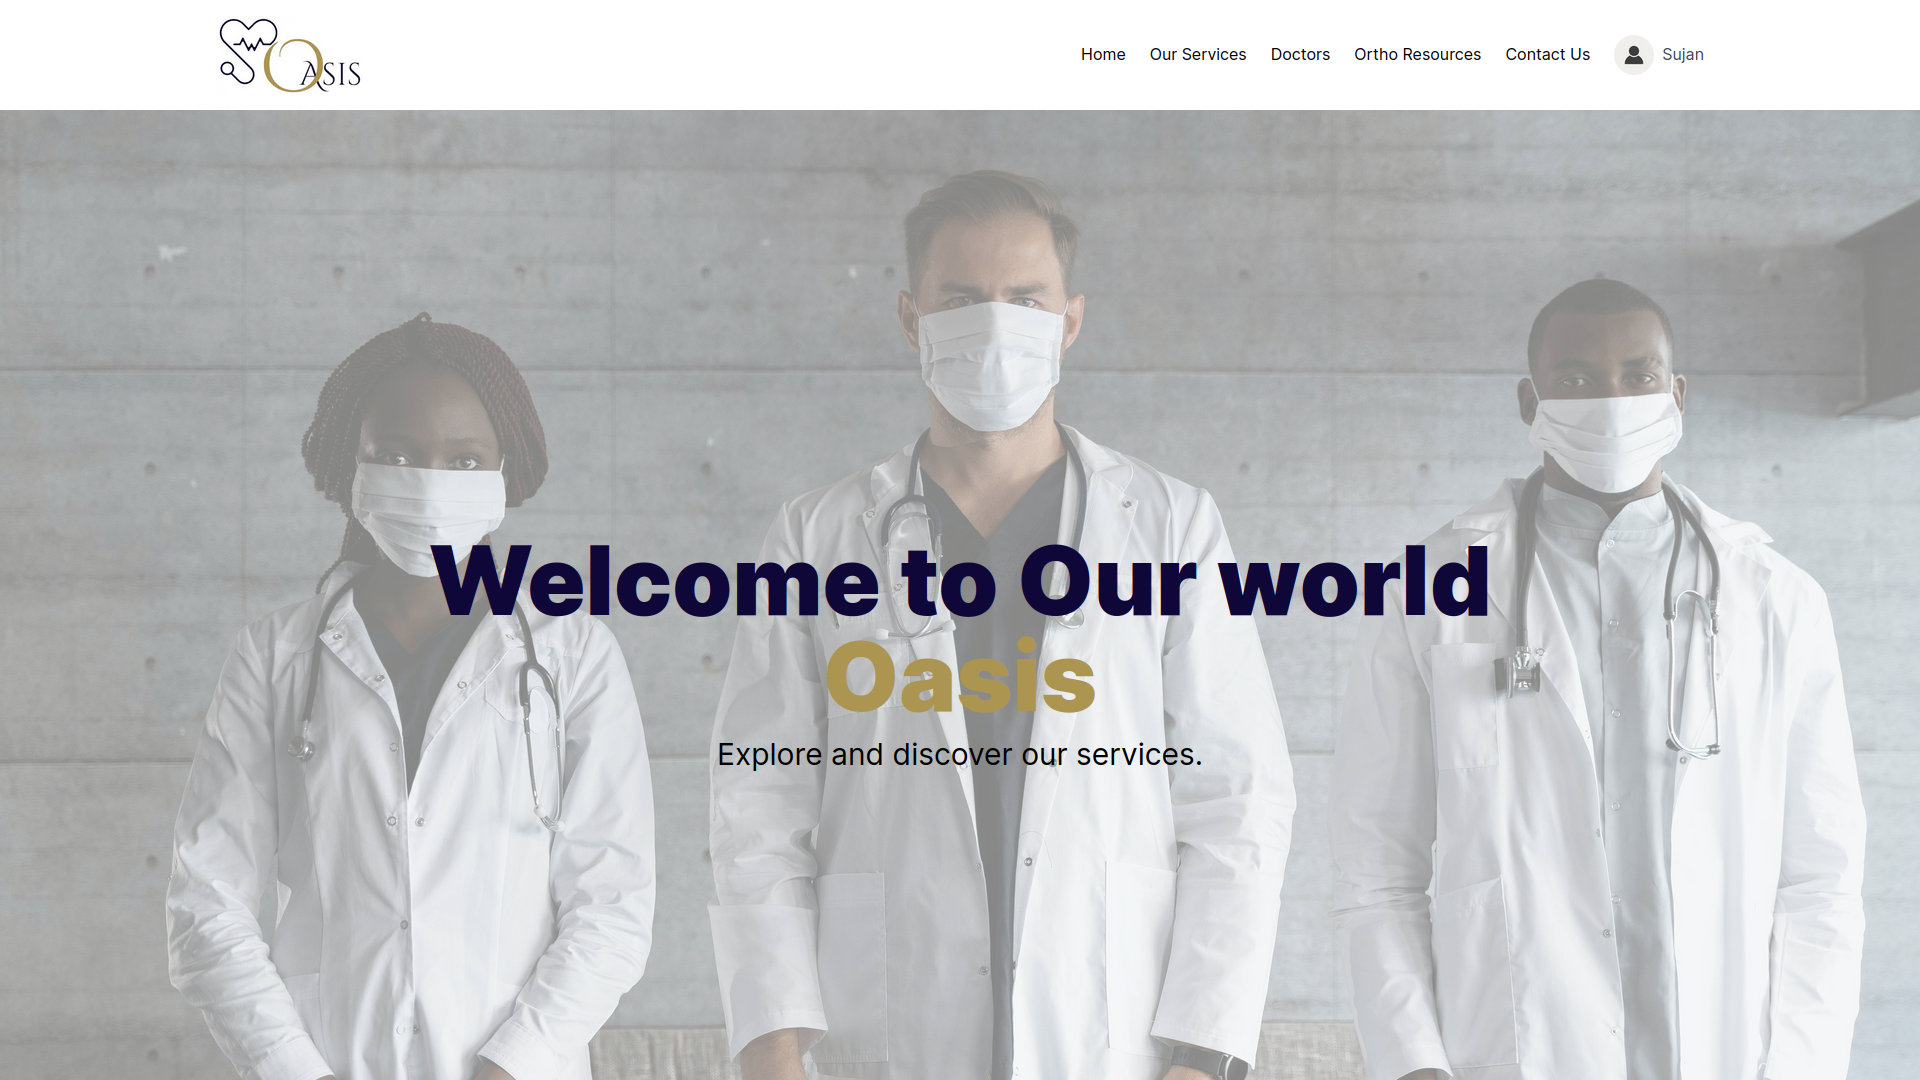 OASIS
Home Our Services Doctors Ortho Resources Contact Us Sujan
Welcome to Our world
Oasis
Explore and discover our services.